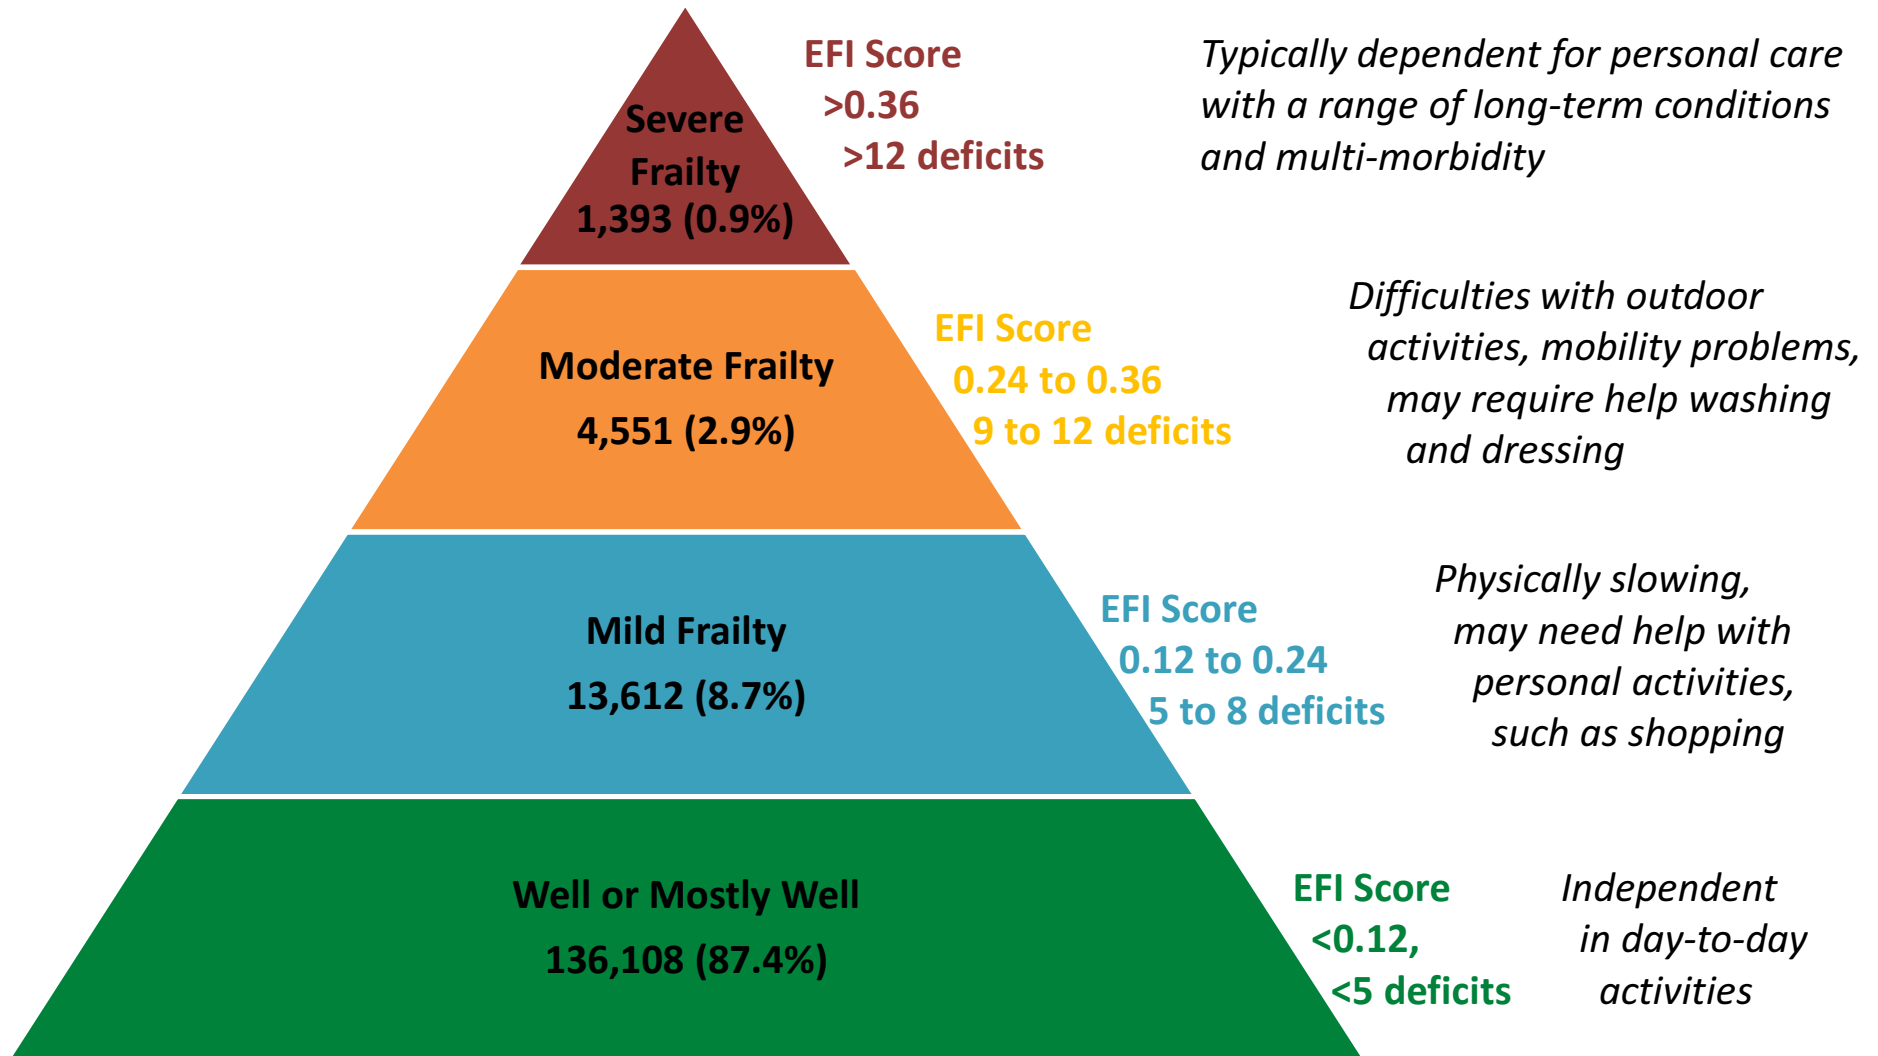 Severe
Frailty
1,393 (0.9%)
EFI Score
>0.36
>12 deficits
Typically dependent for personal care
with a range of long-term conditions
and multi-morbidity
Moderate Frailty
4,551 (2.9%)
EFI Score
0.24 to 0.36
9 to 12 deficits
Difficulties with outdoor
activities, mobility problems,
may require help washing
and dressing
Mild Frailty
13,612 (8.7%)
EFI Score
0.12 to 0.24
5 to 8 deficits
Physically slowing,
may need help with
personal activities,
such as shopping
Well or Mostly Well
136,108 (87.4%)
EFI Score
<0.12,
<5 deficits
Independent
in day-to-day
activities